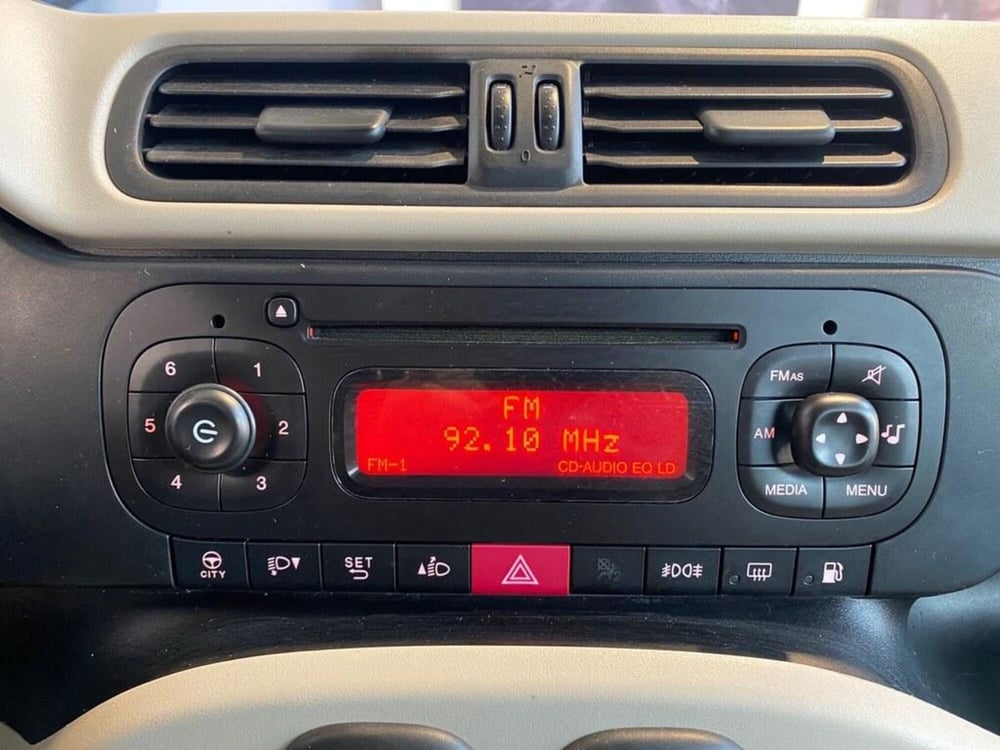 0
6 1
5 2
4 3
FM
92.10 MHz
FM-1 CD-AUDIO EQ LD
FMAS
AM
MEDIA MENU
CITY
SET